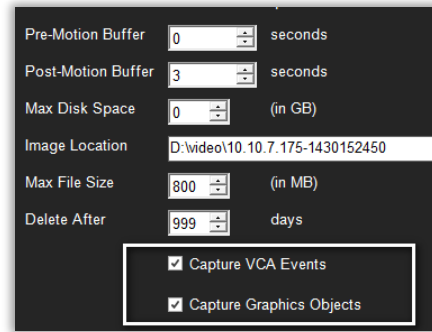 Pre-Motion Buffer 0 seconds
Post-Motion Buffer 3 seconds
Max Disk Space 0 (in GB)
Image Location D:\video\10.10.7.175-1430152450
Max File Size 800 (in MB)
Delete After 999 days
Capture VCA Events
Capture Graphics Objects